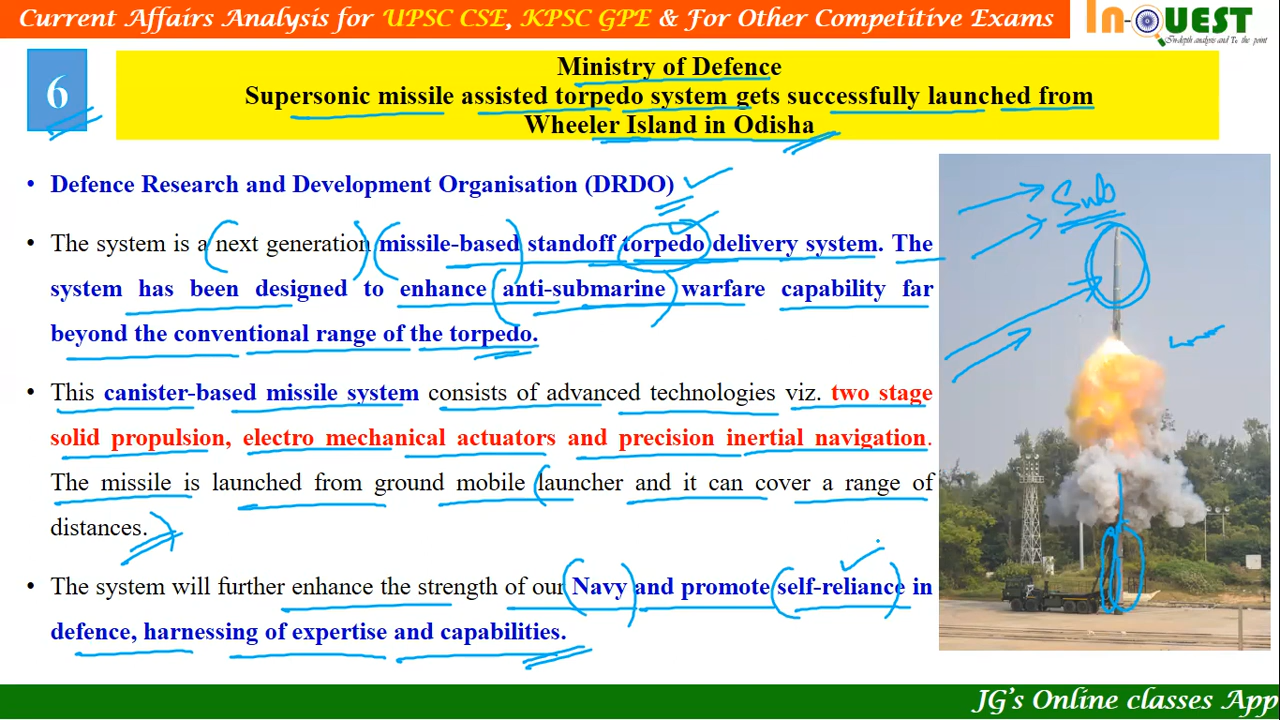 Current Affairs Analysis for UPSC CSE, KPSC GPE & For Other Competitive Exams
In-QUEST
In-depth analysis and To the point
6
Ministry of Defence
Supersonic missile assisted torpedo system gets successfully launched from
Wheeler Island in Odisha
• Defence Research and Development Organisation (DRDO)
• The system is a next generation missile-based standoff torpedo delivery system. The
system has been designed to enhance anti-submarine warfare capability far
beyond the conventional range of the torpedo.
• This canister-based missile system consists of advanced technologies viz. two stage
solid propulsion, electro mechanical actuators and precision inertial navigation.
The missile is launched from ground mobile launcher and it can cover a range of
distances.
• The system will further enhance the strength of our Navy and promote self-reliance in
defence, harnessing of expertise and capabilities.
Sub
JG's Online classes App